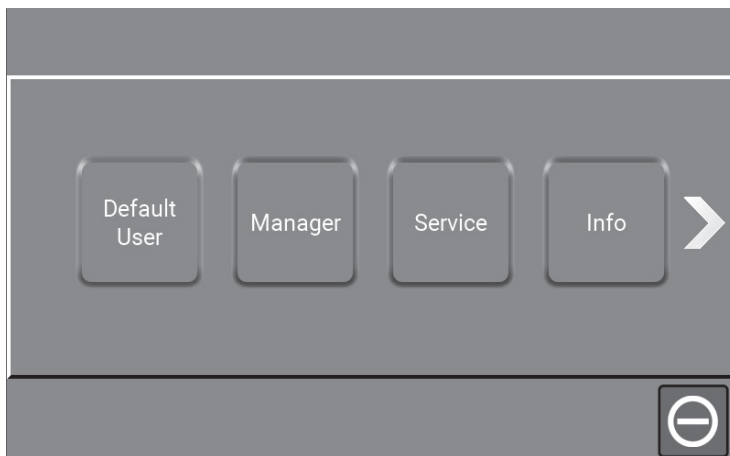 Default
User
Manager
Service
Info